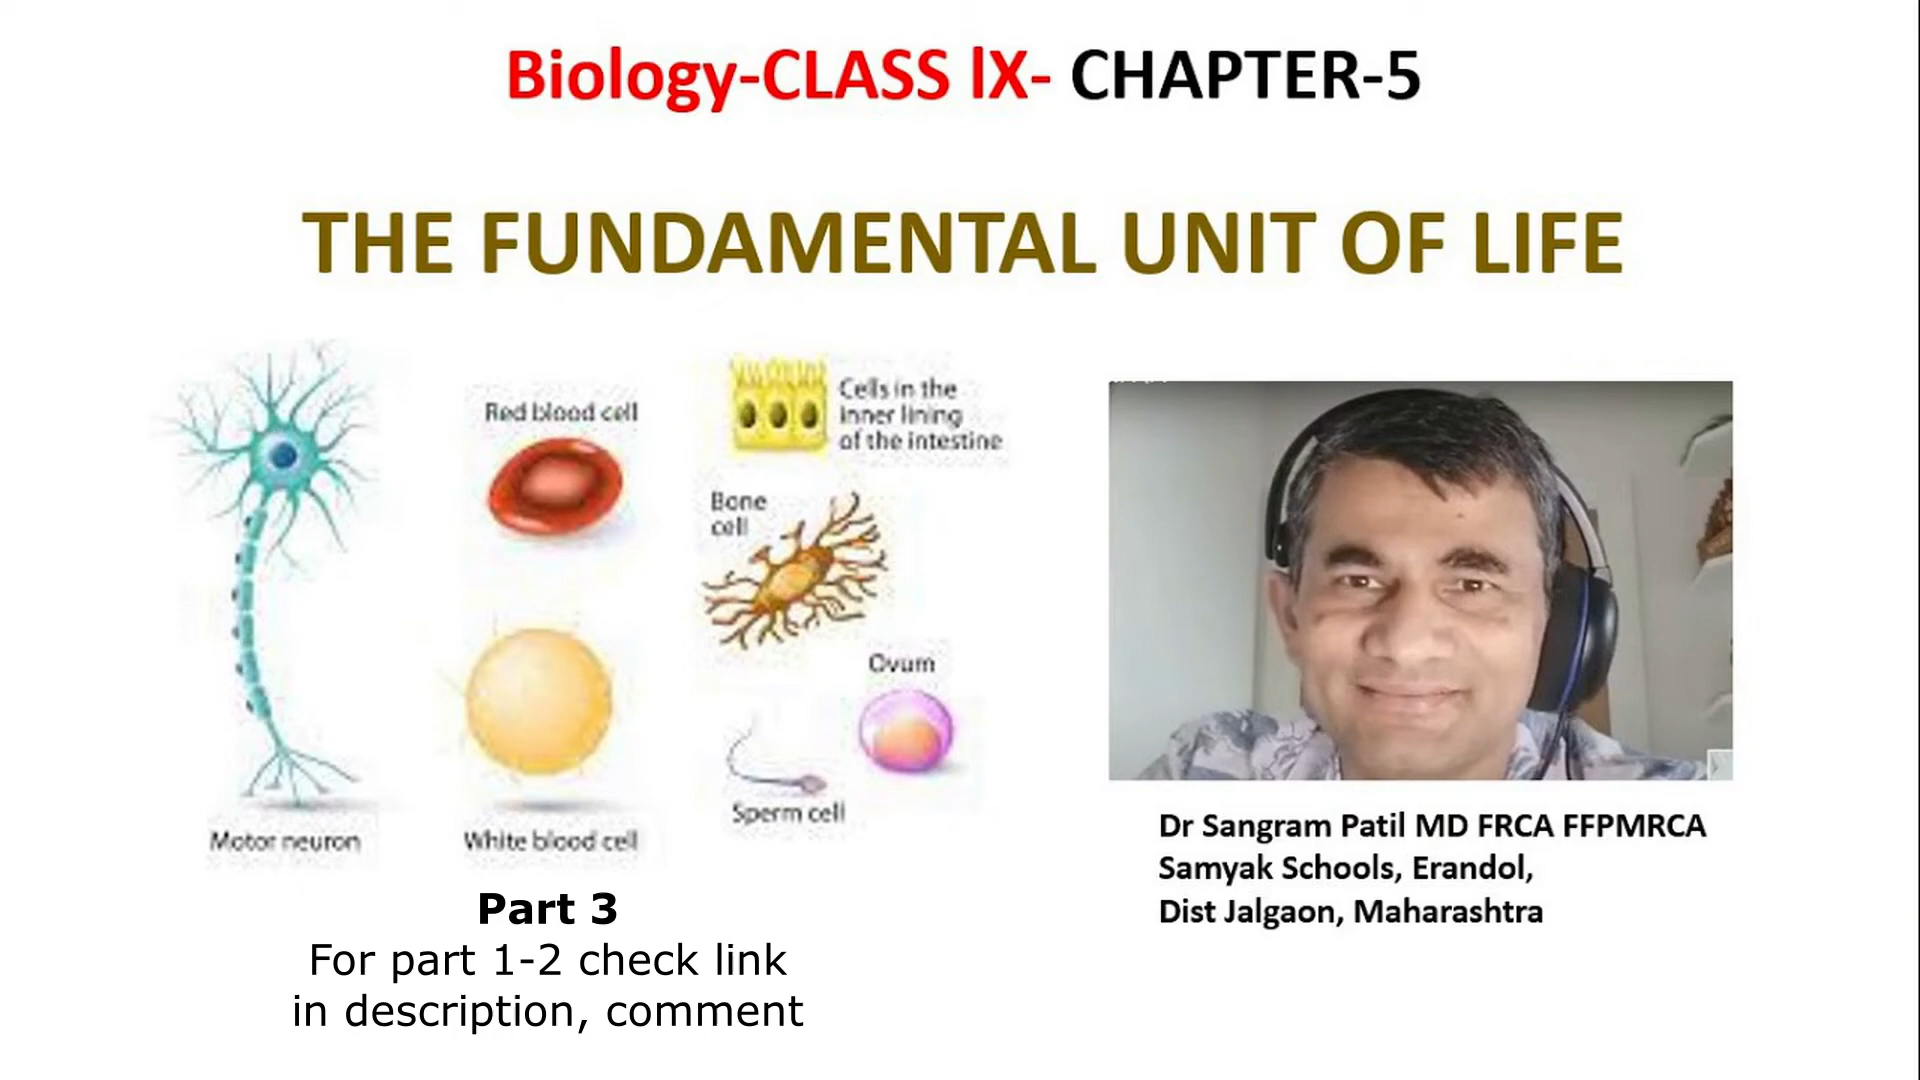 Biology-CLASS lX- CHAPTER-5
THE FUNDAMENTAL UNIT OF LIFE
Red blood cell
Cells in the
inner lining
of the intestine
Bone
cell
Ovum
Sperm cell
Motor neuron
White blood cell
Part 3
For part 1-2 check link
in description, comment
Dr Sangram Patil MD FRCA FFPMRCA
Samyak Schools, Erandol,
Dist Jalgaon, Maharashtra